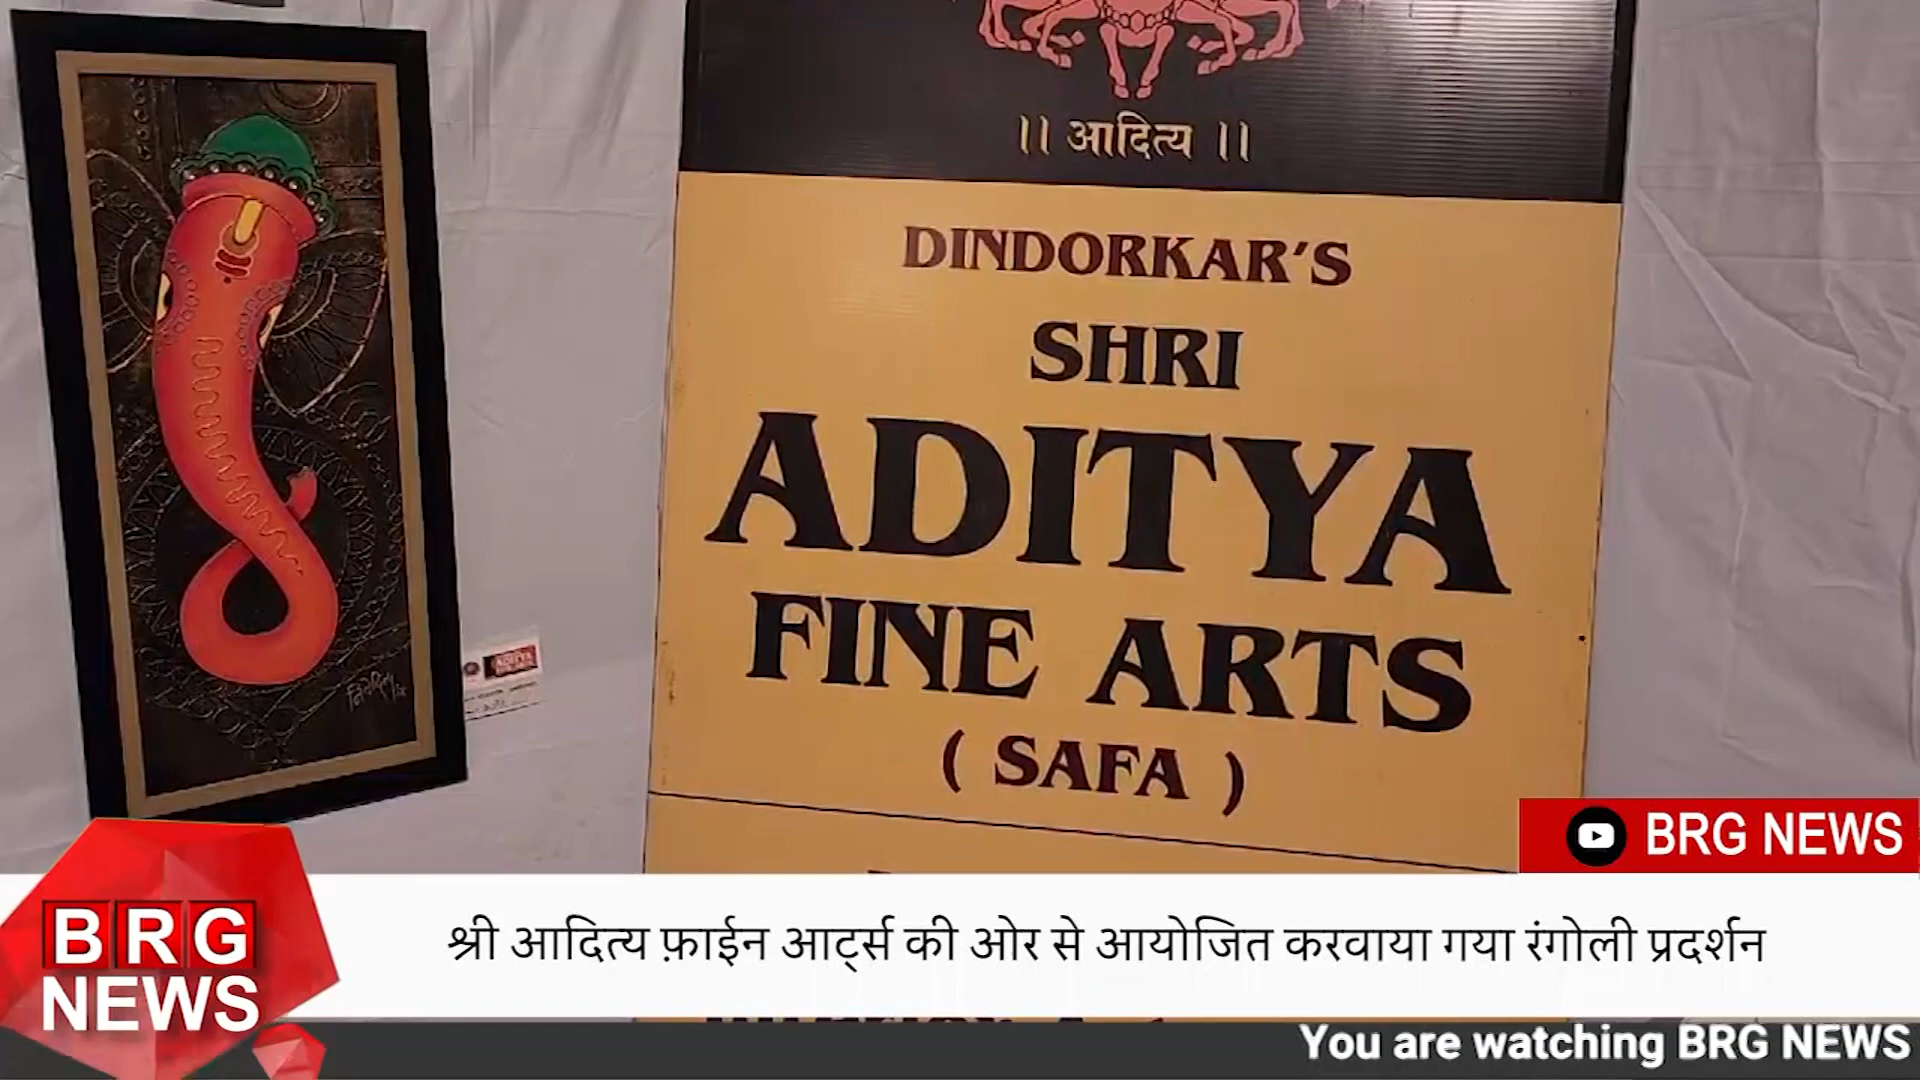 || आदित्य ||
DINDORKAR'S
SHRI
ADITYA
FINE ARTS
( SAFA )
ADITYA
BRG NEWS
BRG
NEWS
श्री आदित्य फ़ाईन आर्ट्स की ओर से आयोजित करवाया गया रंगोली प्रदर्शन
You are watching BRG NEWS